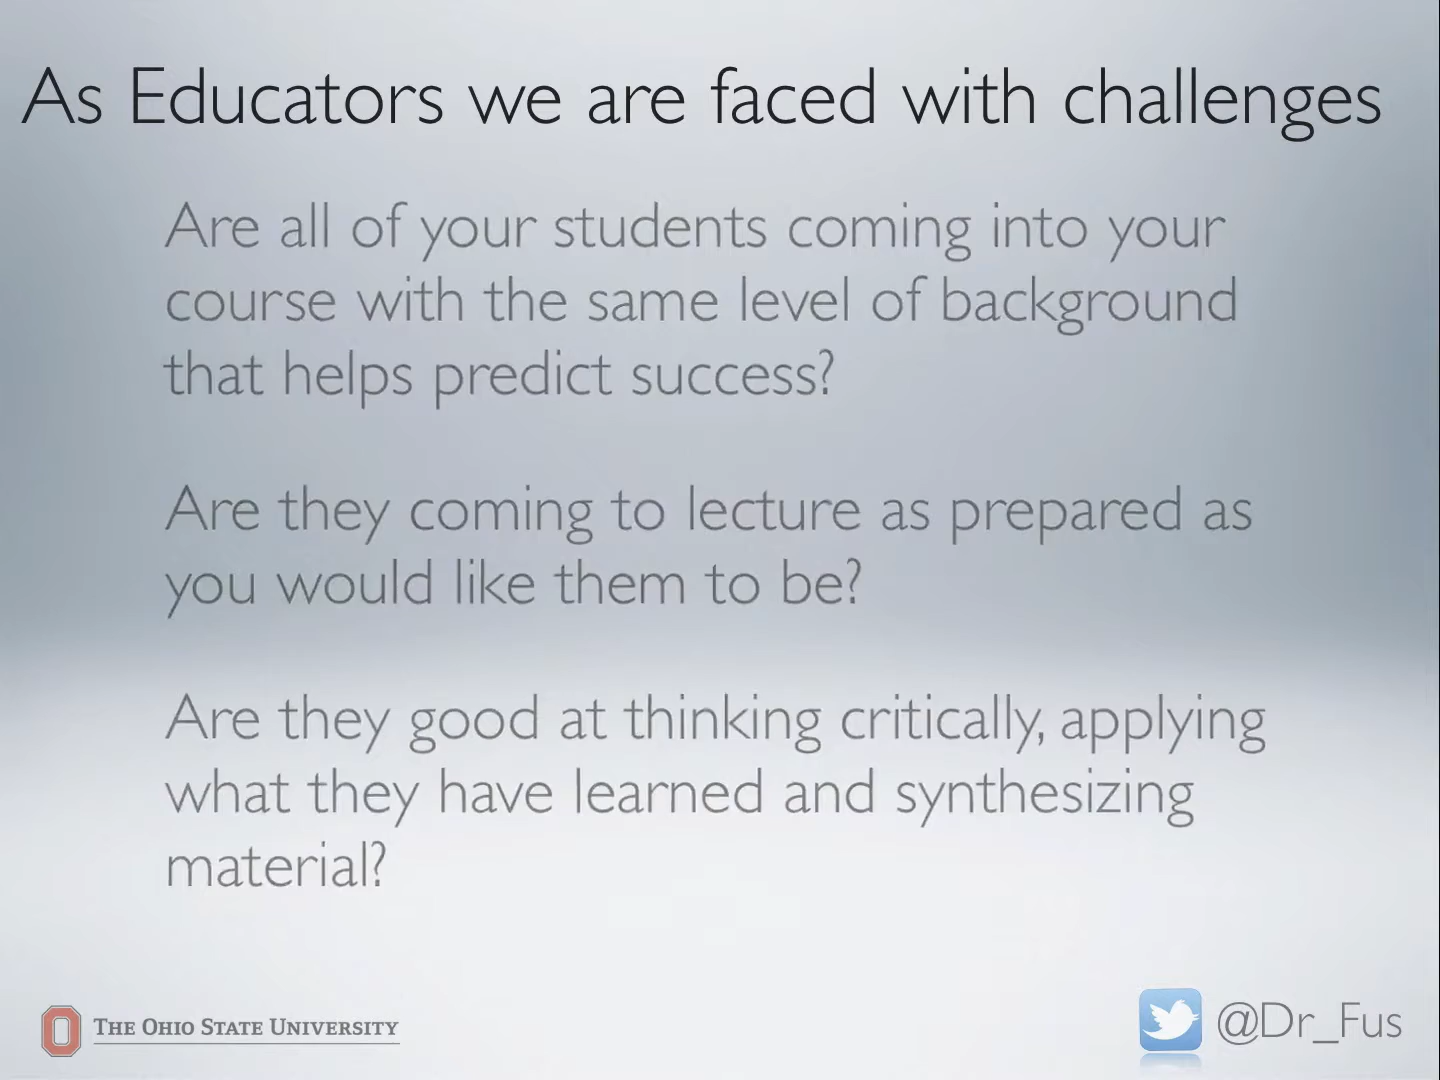 As Educators we are faced with challenges
Are all of your students coming into your
course with the same level of background
that helps predict success?
Are they coming to lecture as prepared as
you would like them to be?
Are they good at thinking critically, applying
what they have learned and synthesizing
material?
THE OHIO STATE UNIVERSITY
@Dr_Fus